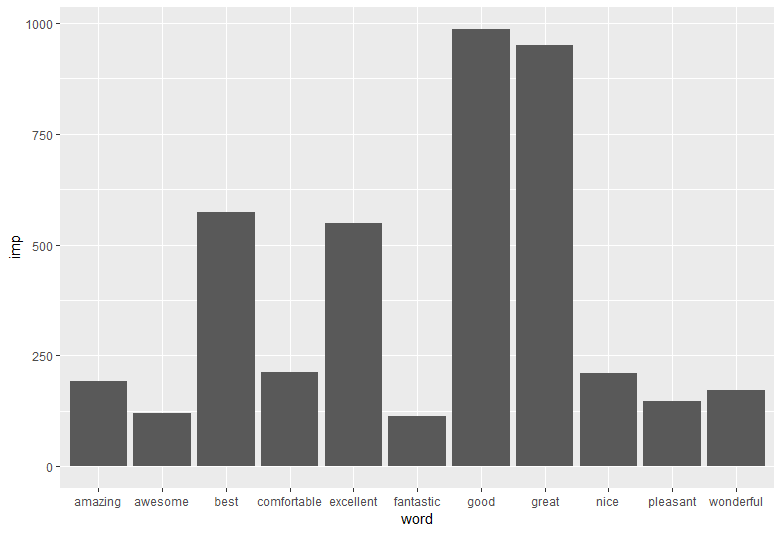 1000
750
500
250
0
imp
amazing awesome best comfortable excellent fantastic good great nice pleasant wonderful
word